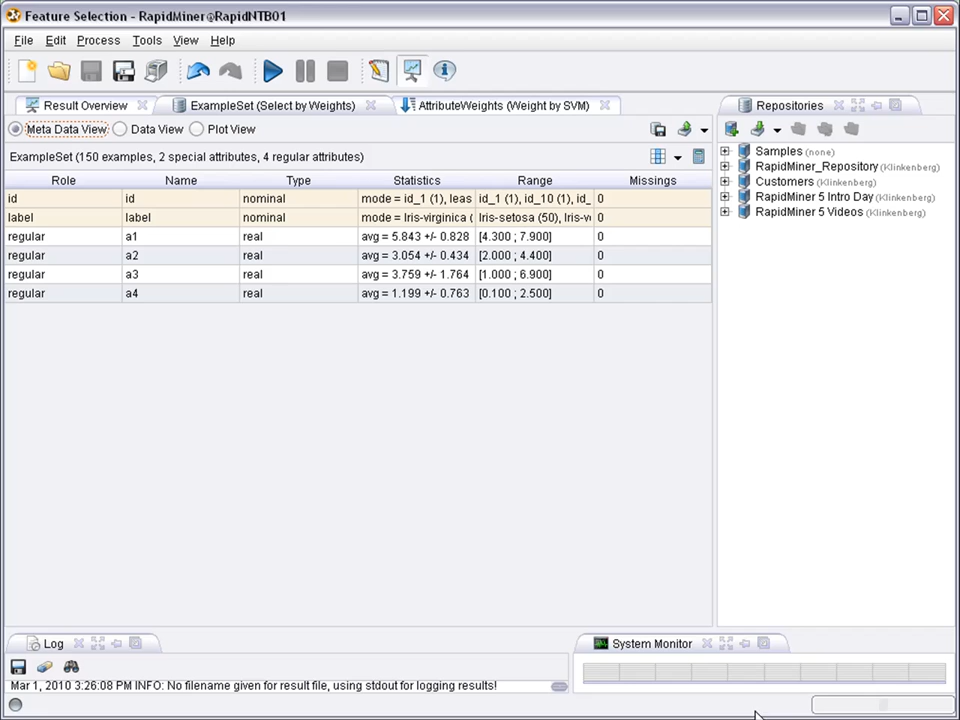 Feature Selection - RapidMiner@RapidNTB01
File Edit Process Tools View Help
Result Overview ExampleSet (Select by Weights) AttributeWeights (Weight by SVM) Repositories
Meta Data View Data View Plot View
ExampleSet (150 examples, 2 special attributes, 4 regular attributes)
Role Name Type Statistics Range Missings
id id nominal mode = id_1 (1), leas id_1 (1), id_10 (1), id_ 0
label label nominal mode = Iris-virginica ( Iris-setosa (50), Iris-v 0
regular a1 real avg = 5.843 +/- 0.828 [4.300 ; 7.900] 0
regular a2 real avg = 3.054 +/- 0.434 [2.000 ; 4.400] 0
regular a3 real avg = 3.759 +/- 1.764 [1.000 ; 6.900] 0
regular a4 real avg = 1.199 +/- 0.763 [0.100 ; 2.500] 0
Samples (none)
RapidMiner_Repository (Klinkenberg)
Customers (Klinkenberg)
RapidMiner 5 Intro Day (Klinkenberg)
RapidMiner 5 Videos (Klinkenberg)
Log
System Monitor
Mar 1, 2010 3:26:08 PM INFO: No filename given for result file, using stdout for logging results!